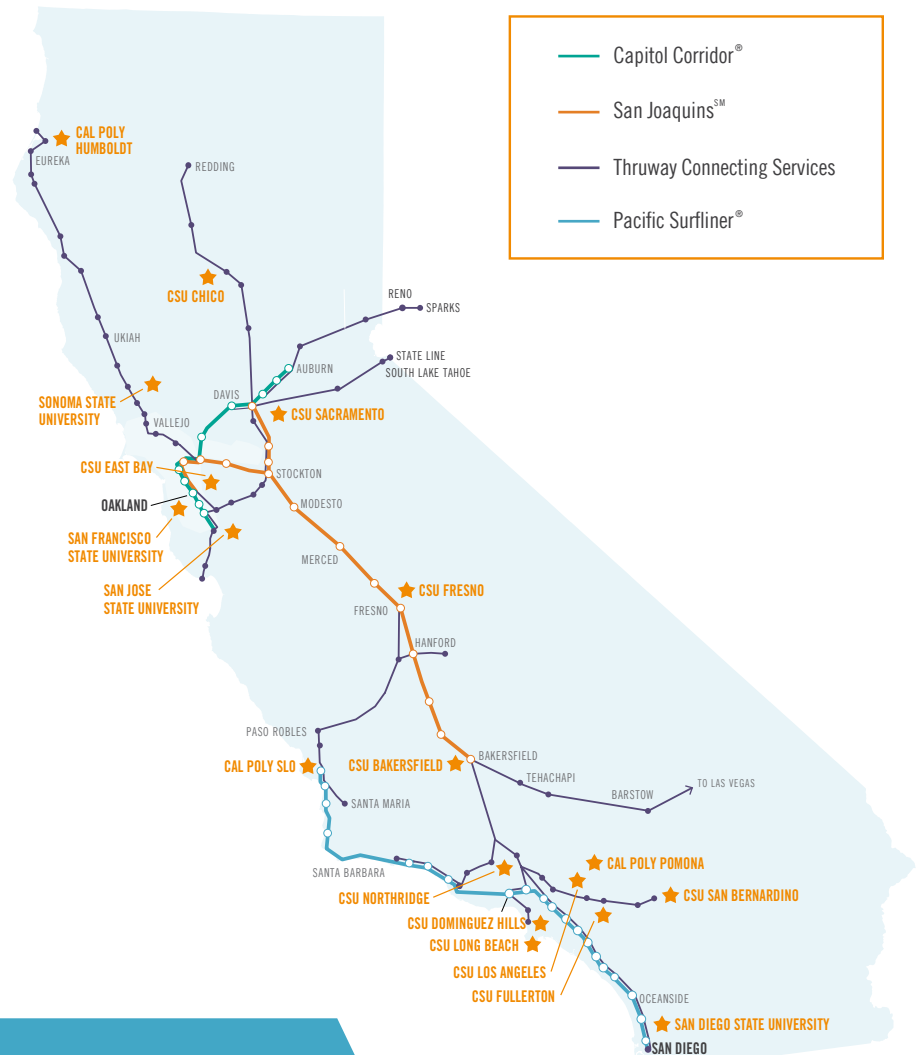 Capitol Corridor®
San Joaquins℠
Thruway Connecting Services
Pacific Surfliner®
CAL POLY
HUMBOLDT
EUREKA
REDDING
CSU CHICO
RENO
SPARKS
UKIAH
STATE LINE
AUBURN
SOUTH LAKE TAHOE
DAVIS
SONOMA STATE
UNIVERSITY
CSU SACRAMENTO
VALLEJO
CSU EAST BAY
STOCKTON
OAKLAND
MODESTO
SAN FRANCISCO
STATE UNIVERSITY
MERCED
SAN JOSE
STATE UNIVERSITY
CSU FRESNO
FRESNO
HANFORD
PASO ROBLES
CAL POLY SLO
CSU BAKERSFIELD
BAKERSFIELD
TEHACHAPI
TO LAS VEGAS
BARSTOW
SANTA MARIA
SANTA BARBARA
CAL POLY POMONA
CSU NORTHRIDGE
CSU SAN BERNARDINO
CSU DOMINGUEZ HILLS
CSU LONG BEACH
CSU LOS ANGELES
CSU FULLERTON
OCEANSIDE
SAN DIEGO STATE UNIVERSITY
SAN DIEGO